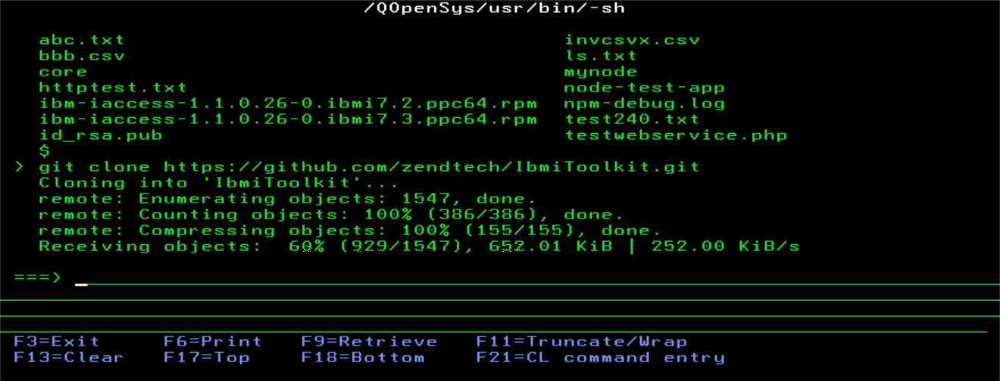 /QOpenSys/usr/bin/-sh
abc.txt invcsvx.csv
bbb.csv ls.txt
core mynode
httptest.txt node-test-app
ibm-iaccess-1.1.0.26-0.ibmi7.2.ppc64.rpm npm-debug.log
ibm-iaccess-1.1.0.26-0.ibmi7.3.ppc64.rpm test240.txt
id_rsa.pub testwebservice.php
$
> git clone https://github.com/zendtech/IbmiToolkit.git
Cloning into 'IbmiToolkit'...
remote: Enumerating objects: 1547, done.
remote: Counting objects: 100% (386/386), done.
remote: Compressing objects: 100% (155/155), done.
Receiving objects: 60% (929/1547), 652.01 KiB | 252.00 KiB/s
===> _
F3=Exit F6=Print F9=Retrieve F11=Truncate/Wrap
F13=Clear F17=Top F18=Bottom F21=CL command entry